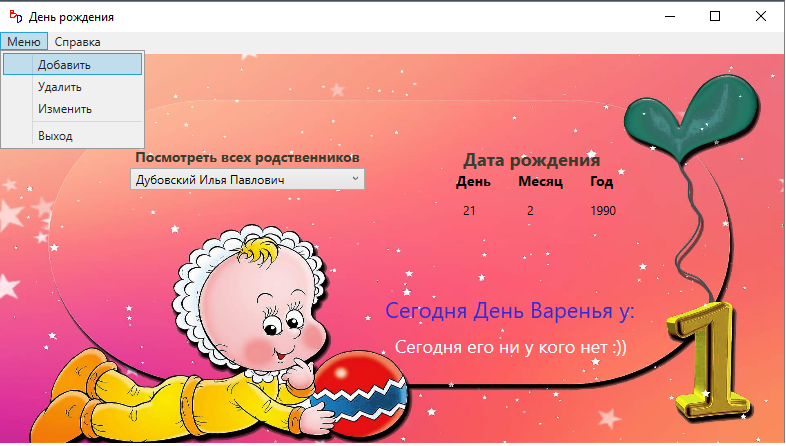 BD День рождения
Меню Справка
Добавить
Удалить
Изменить
Выход
Посмотреть всех родственников
Дубовский Илья Павлович
Дата рождения
День Месяц Год
21 2 1990
Сегодня День Варенья у:
Сегодня его ни у кого нет :))
1